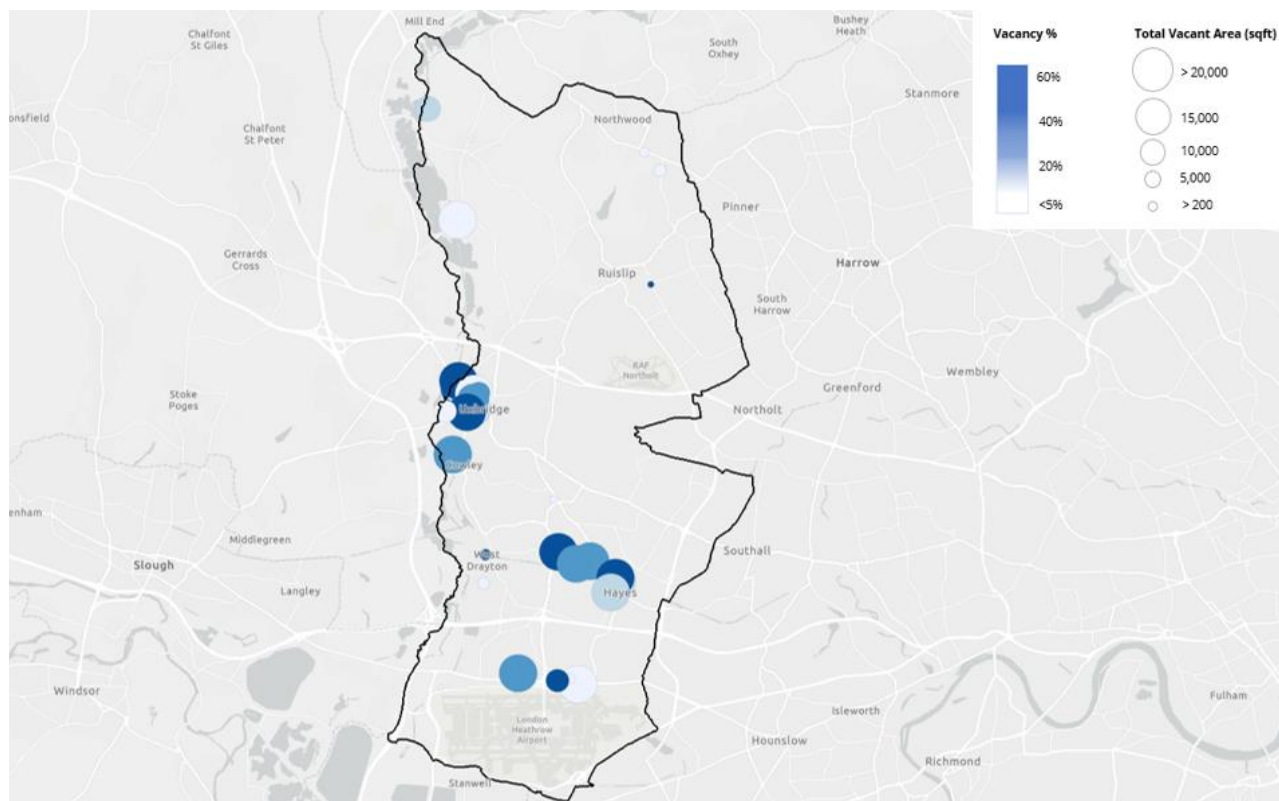 Mill End
Bushey
Heath
Chalfont
St Giles
South
Oxhey
Stanmore
onsfield
Chalfont
St Peter
Northwood
Pinner
Gerrards
Cross
Ruislip
Harrow
South
Harrow
RAF
Northolt
Wembley
Greenford
Stoke
Poges
Uxbridge
Northolt
Cowley
enham
Middlegreen
Slough
Langley
West
Drayton
Southall
Hayes
Windsor
London
Heathrow
Airport
Isleworth
Fulham
Hounslow
Richmond
Stanwell
Vacancy %
60%
40%
20%
<5%
Total Vacant Area (sqft)
> 20,000
15,000
10,000
5,000
> 200